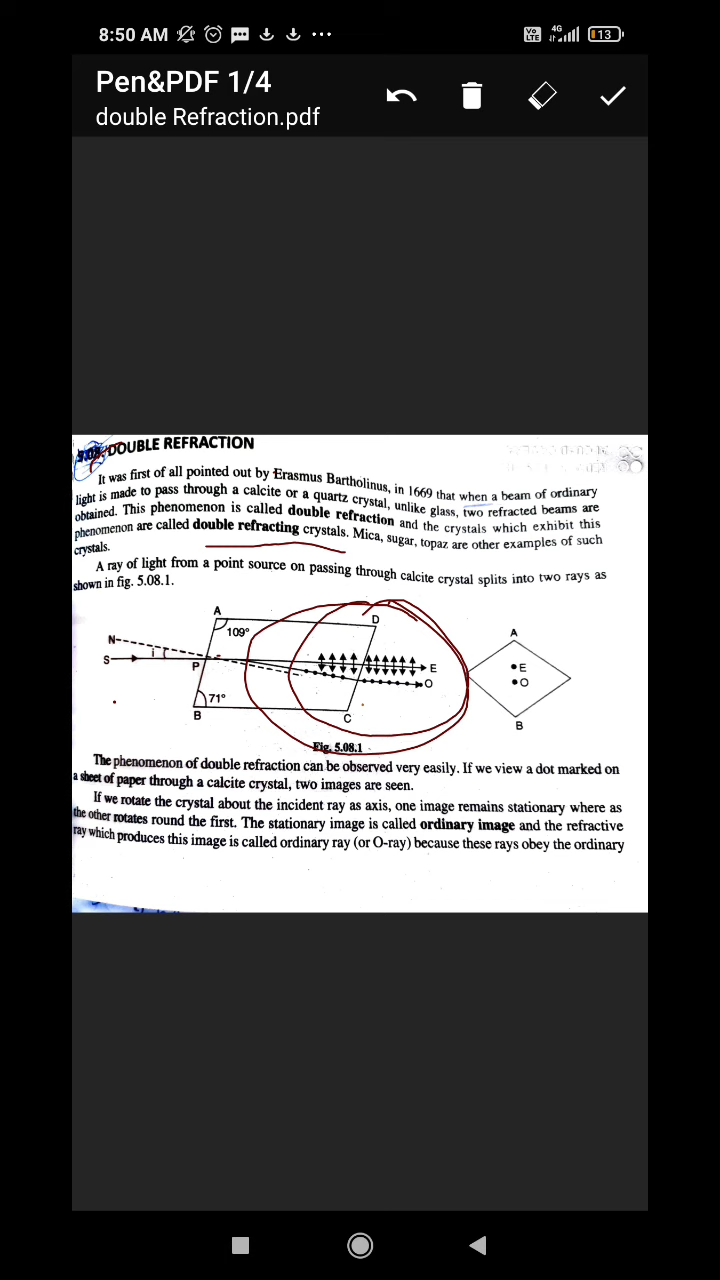 8:50 AM
Vo LTE 4G 13
Pen&PDF 1/4
double Refraction.pdf
5.08. DOUBLE REFRACTION
It was first of all pointed out by Erasmus Bartholinus, in 1669 that when a beam of ordinary
light is made to pass through a calcite or a quartz crystal, unlike glass, two refracted beams are
obtained. This phenomenon is called double refraction and the crystals which exhibit this
phenomenon are called double refracting crystals. Mica, sugar, topaz are other examples of such
crystals.
A ray of light from a point source on passing through calcite crystal splits into two rays as
shown in fig. 5.08.1.
A
D
109°
N
S
i
P
E
O
71°
B
C
A
E
O
B
Fig. 5.08.1
The phenomenon of double refraction can be observed very easily. If we view a dot marked on
a sheet of paper through a calcite crystal, two images are seen.
If we rotate the crystal about the incident ray as axis, one image remains stationary where as
the other rotates round the first. The stationary image is called ordinary image and the refractive
ray which produces this image is called ordinary ray (or O-ray) because these rays obey the ordinary